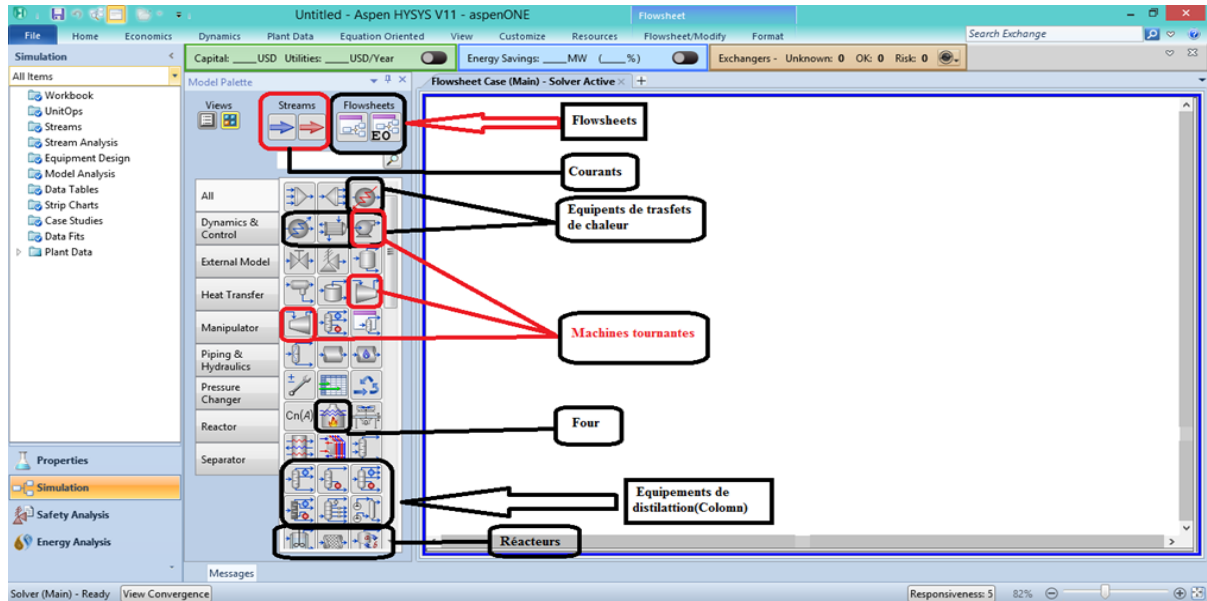 Untitled - Aspen HYSYS V11 - aspenONE
Flowsheet
File Home Economics Dynamics Plant Data Equation Oriented View Customize Resources Flowsheet/Modify Format
Search Exchange
Simulation
Capital: ____USD Utilities: ____USD/Year
Energy Savings: ____MW (____%)
Exchangers - Unknown: 0 OK: 0 Risk: 0
All Items
Workbook
UnitOps
Streams
Stream Analysis
Equipment Design
Model Analysis
Data Tables
Strip Charts
Case Studies
Data Fits
Plant Data
Properties
Simulation
Safety Analysis
Energy Analysis
Model Palette
Views
Streams
Flowsheets
EO
All
Dynamics &
Control
External Model
Heat Transfer
Manipulator
Piping &
Hydraulics
Pressure
Changer
Reactor
Separator
Cn(A)
Flowsheet Case (Main) - Solver Active
Flowsheets
Courants
Equipents de trasfets
de chaleur
Machines tournantes
Four
Equipements de
distilattion(Colomn)
Réacteurs
Messages
Solver (Main) - Ready
View Convergence
Responsiveness: 5
82%